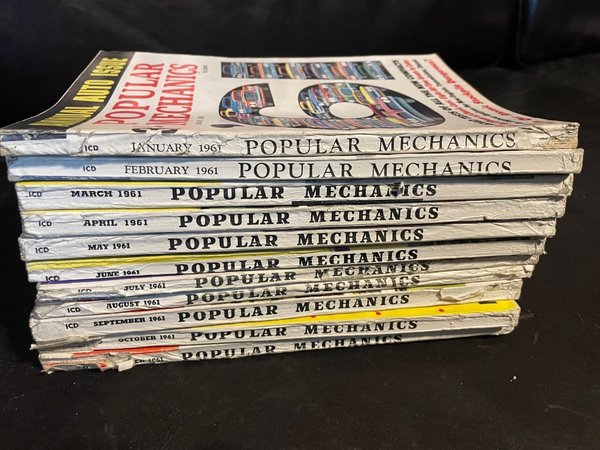 ANNUAL AUTO ISSUE
POPULAR
MECHANICS
'61
ICD JANUARY 1961 POPULAR MECHANICS
ICD FEBRUARY 1961 POPULAR MECHANICS
ICD MARCH 1961 POPULAR MECHANICS
ICD APRIL 1961 POPULAR MECHANICS
ICD MAY 1961 POPULAR MECHANICS
ICD JUNE 1961 POPULAR MECHANICS
ICD JULY 1961 POPULAR MECHANICS
ICD AUGUST 1961 POPULAR MECHANICS
ICD SEPTEMBER 1961 POPULAR MECHANICS
OCTOBER 1961 POPULAR MECHANICS
1961 POPULAR MECHANICS